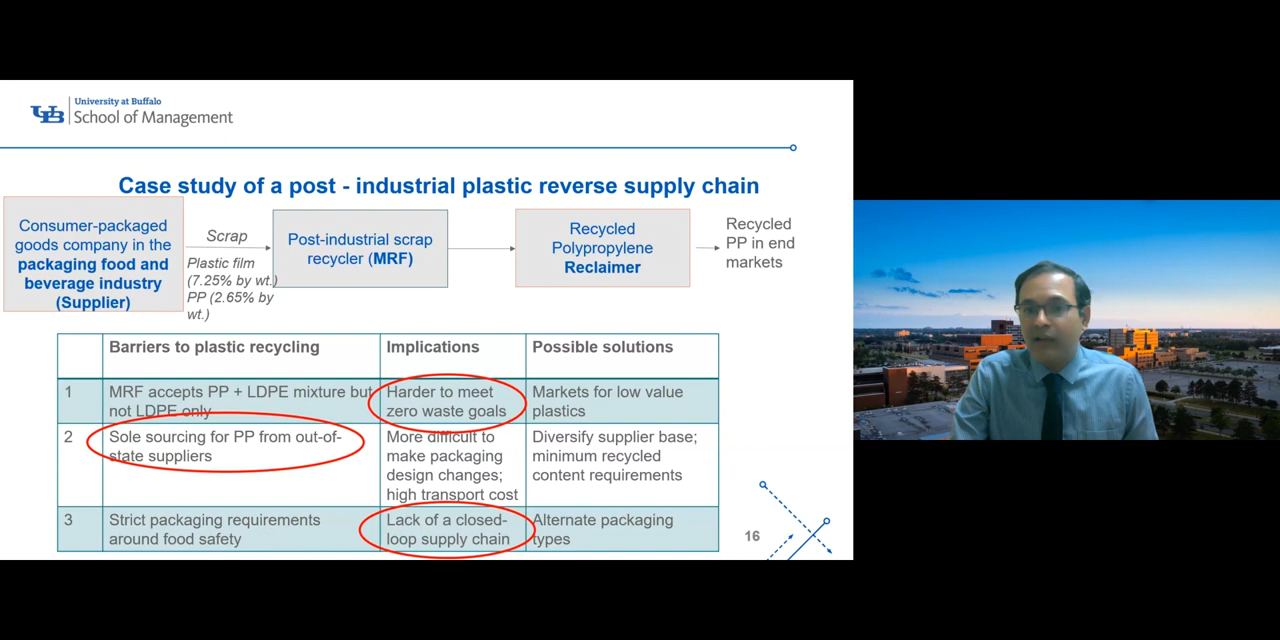 University at Buffalo
School of Management
Case study of a post - industrial plastic reverse supply chain
Consumer-packaged
goods company in the
packaging food and
beverage industry
(Supplier)
Scrap
Plastic film
(7.25% by wt.)
PP (2.65% by
wt.)
Post-industrial scrap
recycler (MRF)
Recycled
Polypropylene
Reclaimer
Recycled
PP in end
markets
Barriers to plastic recycling
Implications
Possible solutions
1
MRF accepts PP + LDPE mixture but
not LDPE only
Harder to meet
zero waste goals
Markets for low value
plastics
2
Sole sourcing for PP from out-of-
state suppliers
More difficult to
make packaging
design changes;
high transport cost
Diversify supplier base;
minimum recycled
content requirements
3
Strict packaging requirements
around food safety
Lack of a closed-
loop supply chain
Alternate packaging
types
16